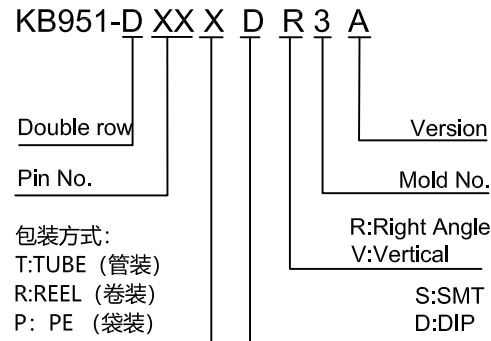 KB951-D XX X D R 3 A
Double row
Version
Pin No.
Mold No.
包装方式:
T:TUBE (管装)
R:REEL (卷装)
P: PE (袋装)
R:Right Angle
V:Vertical
S:SMT
D:DIP